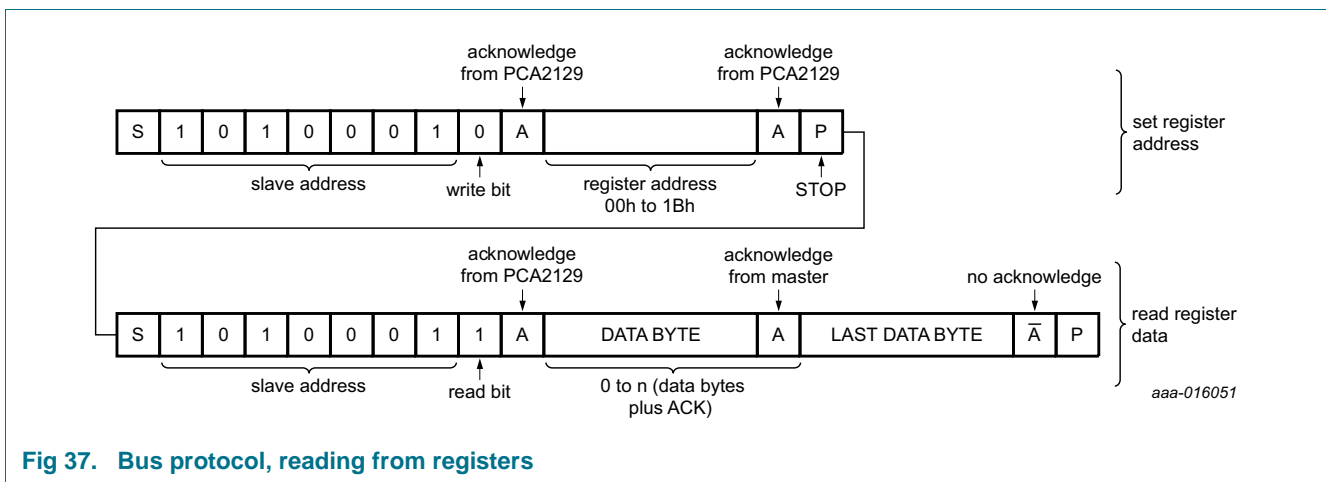 acknowledge
from PCA2129
acknowledge
from PCA2129
S 1 0 1 0 0 0 1 0 A A P
set register
address
slave address
write bit
register address
00h to 1Bh
STOP
acknowledge
from PCA2129
acknowledge
from master
no acknowledge
S 1 0 1 0 0 0 1 1 A DATA BYTE A LAST DATA BYTE A̅ P
read register
data
slave address
read bit
0 to n (data bytes
plus ACK)
aaa-016051
Fig 37. Bus protocol, reading from registers